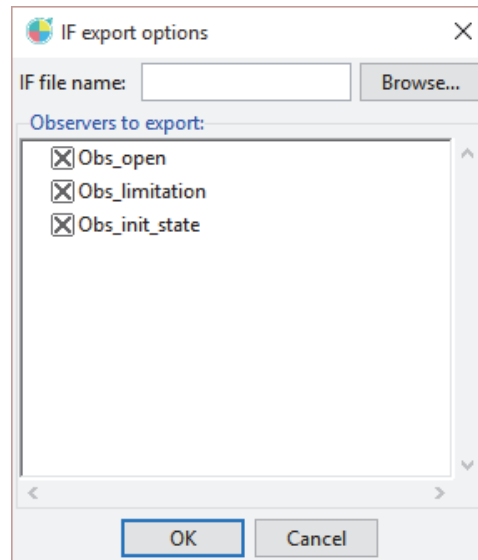 IF export options
IF file name: Browse...
Observers to export:
Obs_open
Obs_limitation
Obs_init_state
OK Cancel